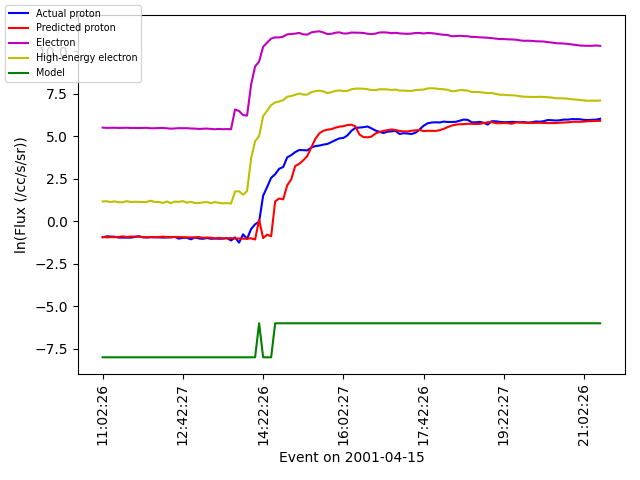 Actual proton
Predicted proton
Electron
High-energy electron
Model
10.0
7.5
5.0
2.5
0.0
−2.5
−5.0
−7.5
ln(Flux (/cc/s/sr))
11:02:26
12:42:27
14:22:26
16:02:27
17:42:26
19:22:27
21:02:26
Event on 2001-04-15